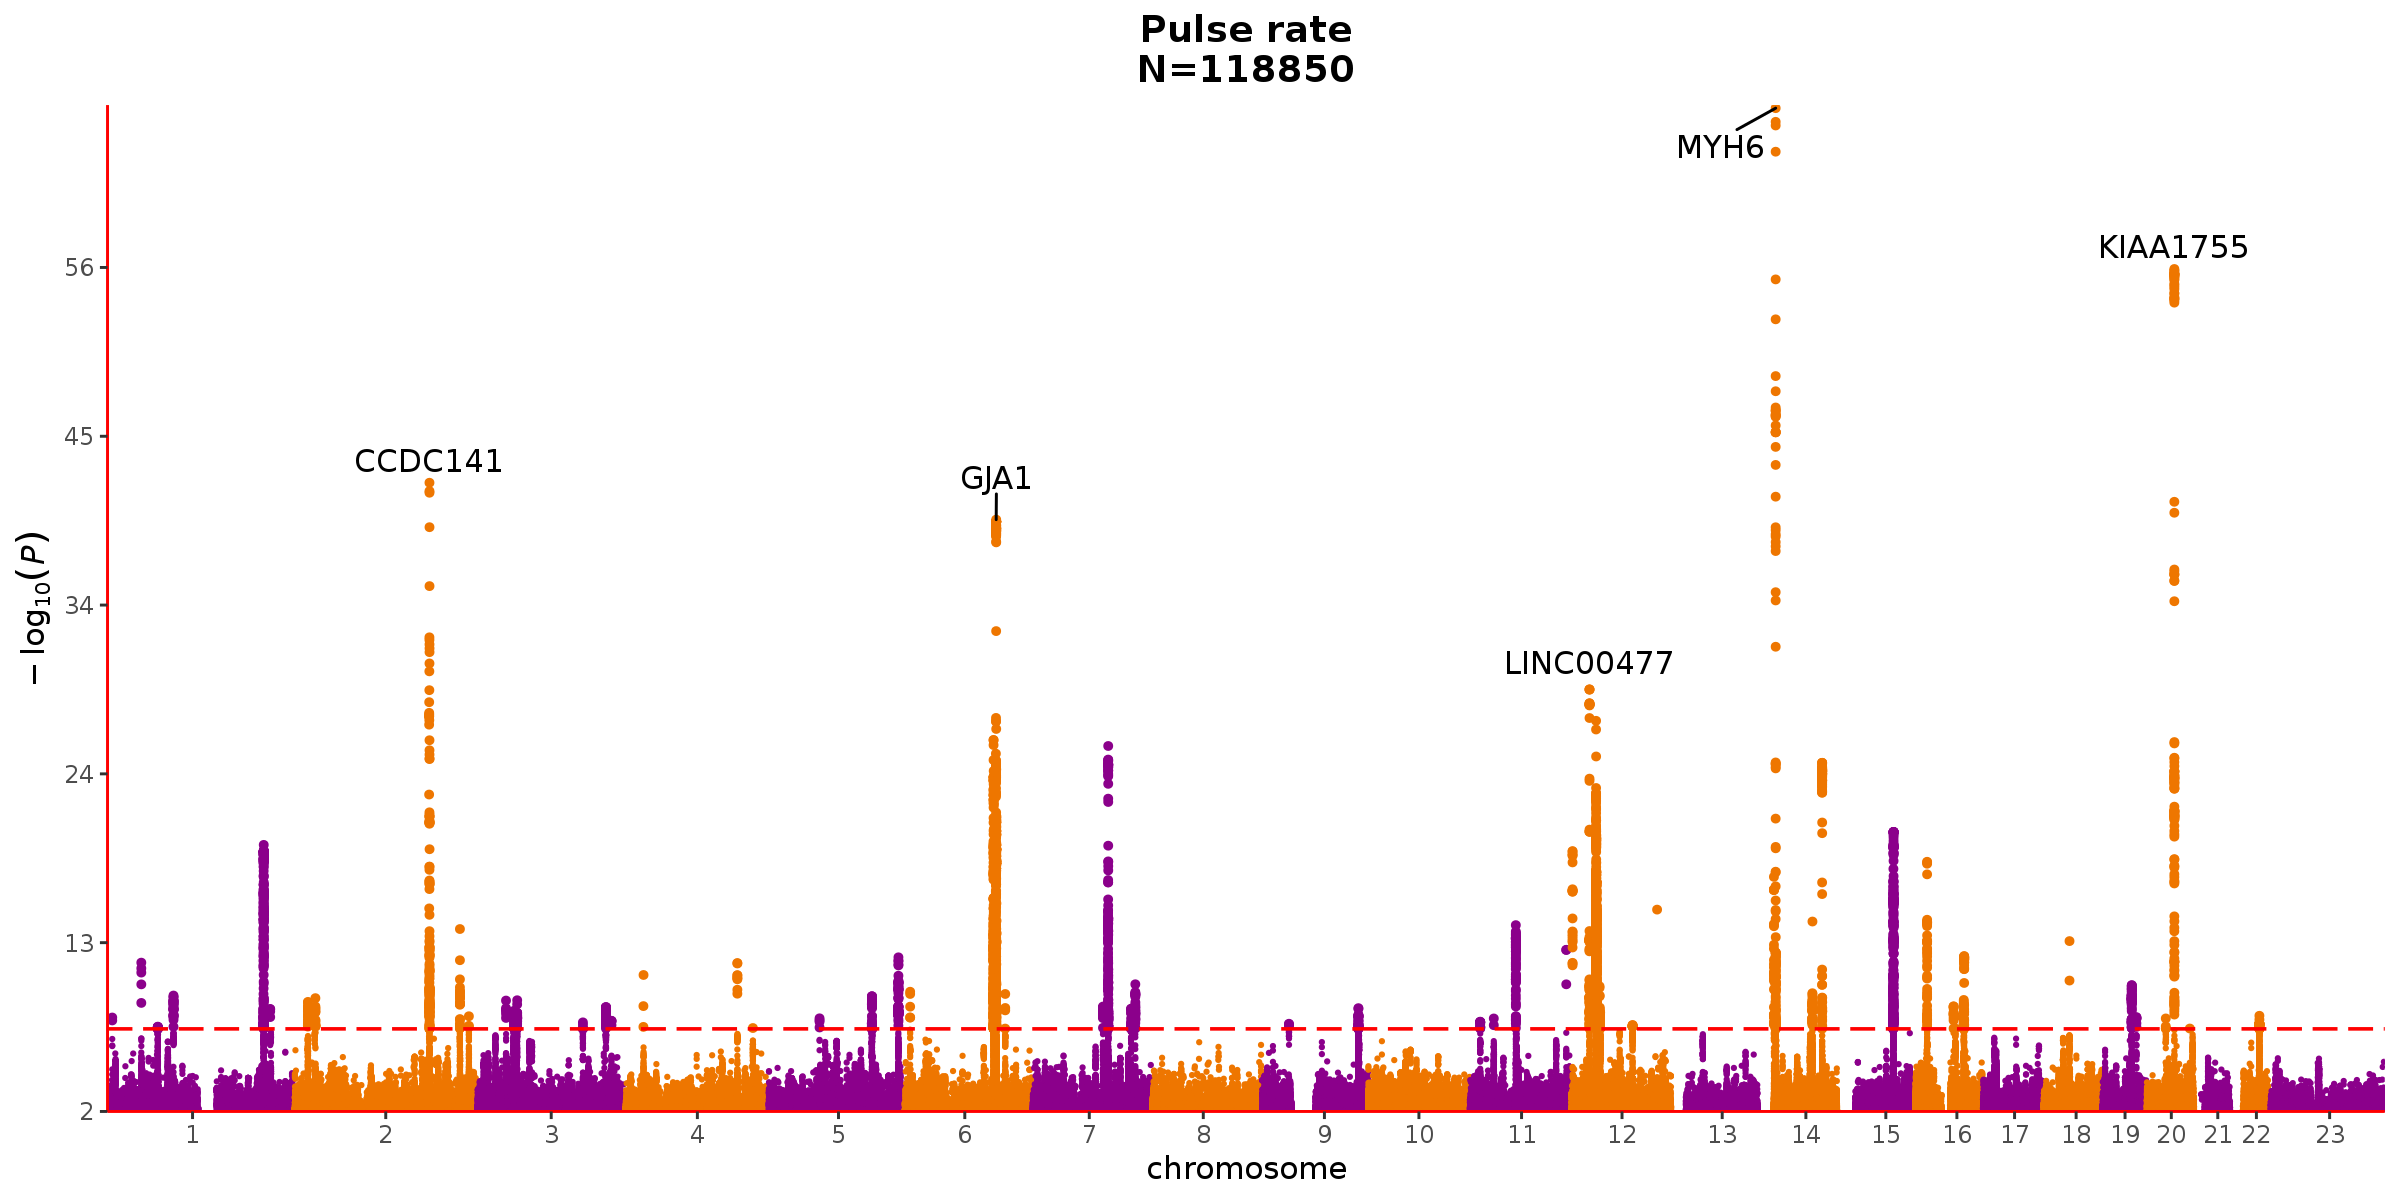 Pulse rate
N=118850
MYH6
KIAA1755
56
45
CCDC141
GJA1
−log₁₀(P)
34
LINC00477
24
13
2
1 2 3 4 5 6 7 8 9 10 11 12 13 14 15 16 17 18 19 20 21 22 23
chromosome